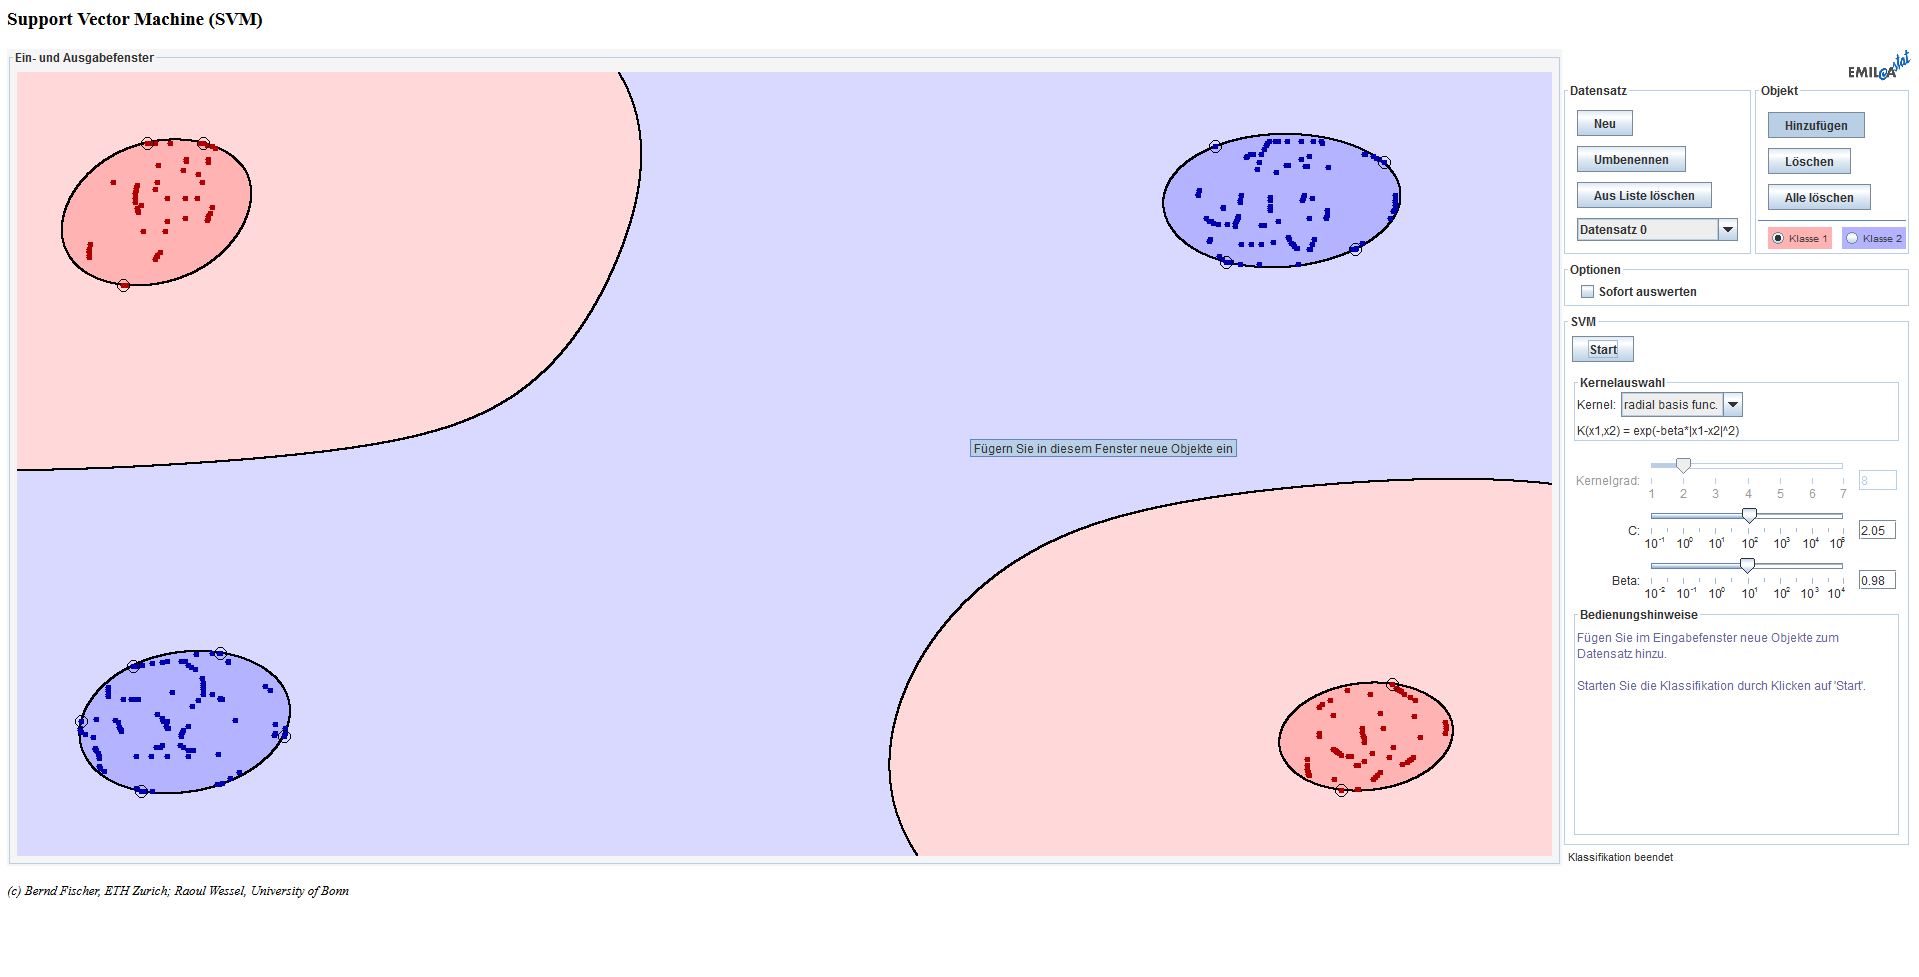 Support Vector Machine (SVM)
Ein- und Ausgabefenster
EMILeA stat
Datensatz
Objekt
Neu
Hinzufügen
Umbenennen
Löschen
Aus Liste löschen
Alle löschen
Datensatz 0
Klasse 1
Klasse 2
Optionen
Sofort auswerten
SVM
Start
Kernelauswahl
Kernel: radial basis func.
K(x1,x2) = exp(-beta*|x1-x2|^2)
Fügern Sie in diesem Fenster neue Objekte ein
Kernelgrad: 8
1 2 3 4 5 6 7
C: 2.05
10^-1 10^0 10^1 10^2 10^3 10^4 10^5
Beta: 0.98
10^-2 10^-1 10^0 10^1 10^2 10^3 10^4
Bedienungshinweise
Fügen Sie im Eingabefenster neue Objekte zum
Datensatz hinzu.
Starten Sie die Klassifikation durch Klicken auf 'Start'.
Klassifikation beendet
(c) Bernd Fischer, ETH Zurich; Raoul Wessel, University of Bonn